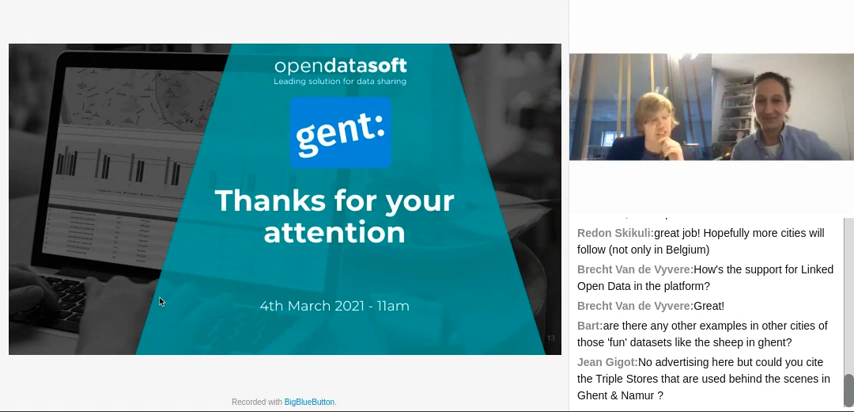 opendatasoft
Leading solution for data sharing
gent:
Thanks for your
attention
4th March 2021 - 11am
13
Recorded with BigBlueButton.
Redon Skikuli:great job! Hopefully more cities will
follow (not only in Belgium)
Brecht Van de Vyvere:How's the support for Linked
Open Data in the platform?
Brecht Van de Vyvere:Great!
Bart:are there any other examples in other cities of
those 'fun' datasets like the sheep in ghent?
Jean Gigot:No advertising here but could you cite
the Triple Stores that are used behind the scenes in
Ghent & Namur ?